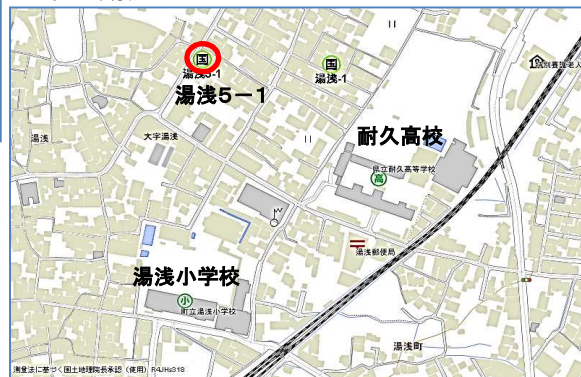 国
湯浅5-1
湯浅5-1
国
湯浅-1
耐久高校
県立耐久高等学校
高
湯浅
大字湯浅
湯浅郵便局
湯浅小学校
小
町立湯浅小学校
湯浅町
測量法に基づく国土地理院長承認(使用)R4JHs318